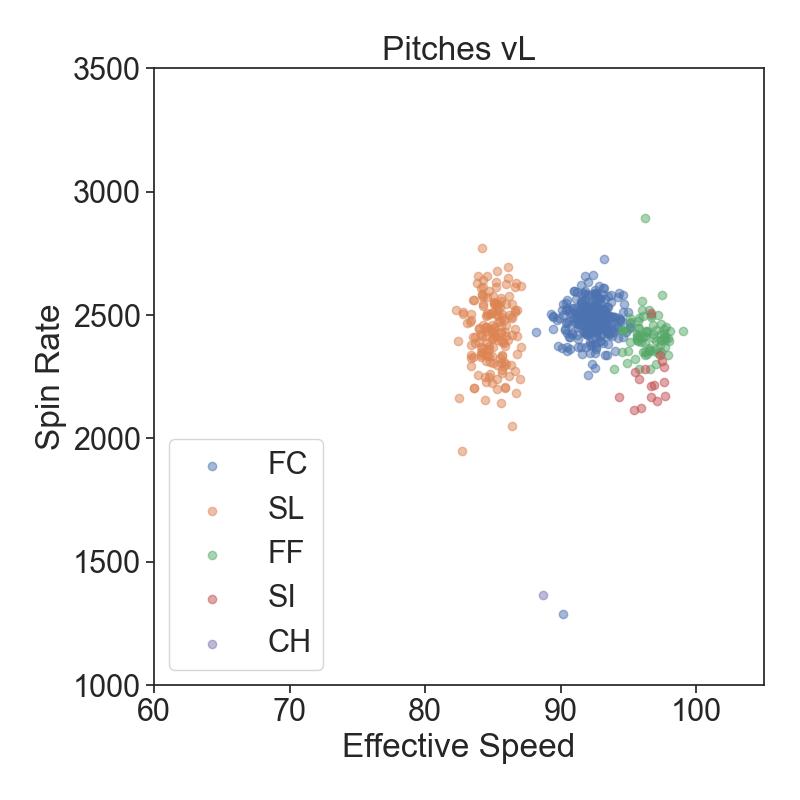 Pitches vL
3500
3000
2500
2000
1500
1000
Spin Rate
FC
SL
FF
SI
CH
60 70 80 90 100
Effective Speed